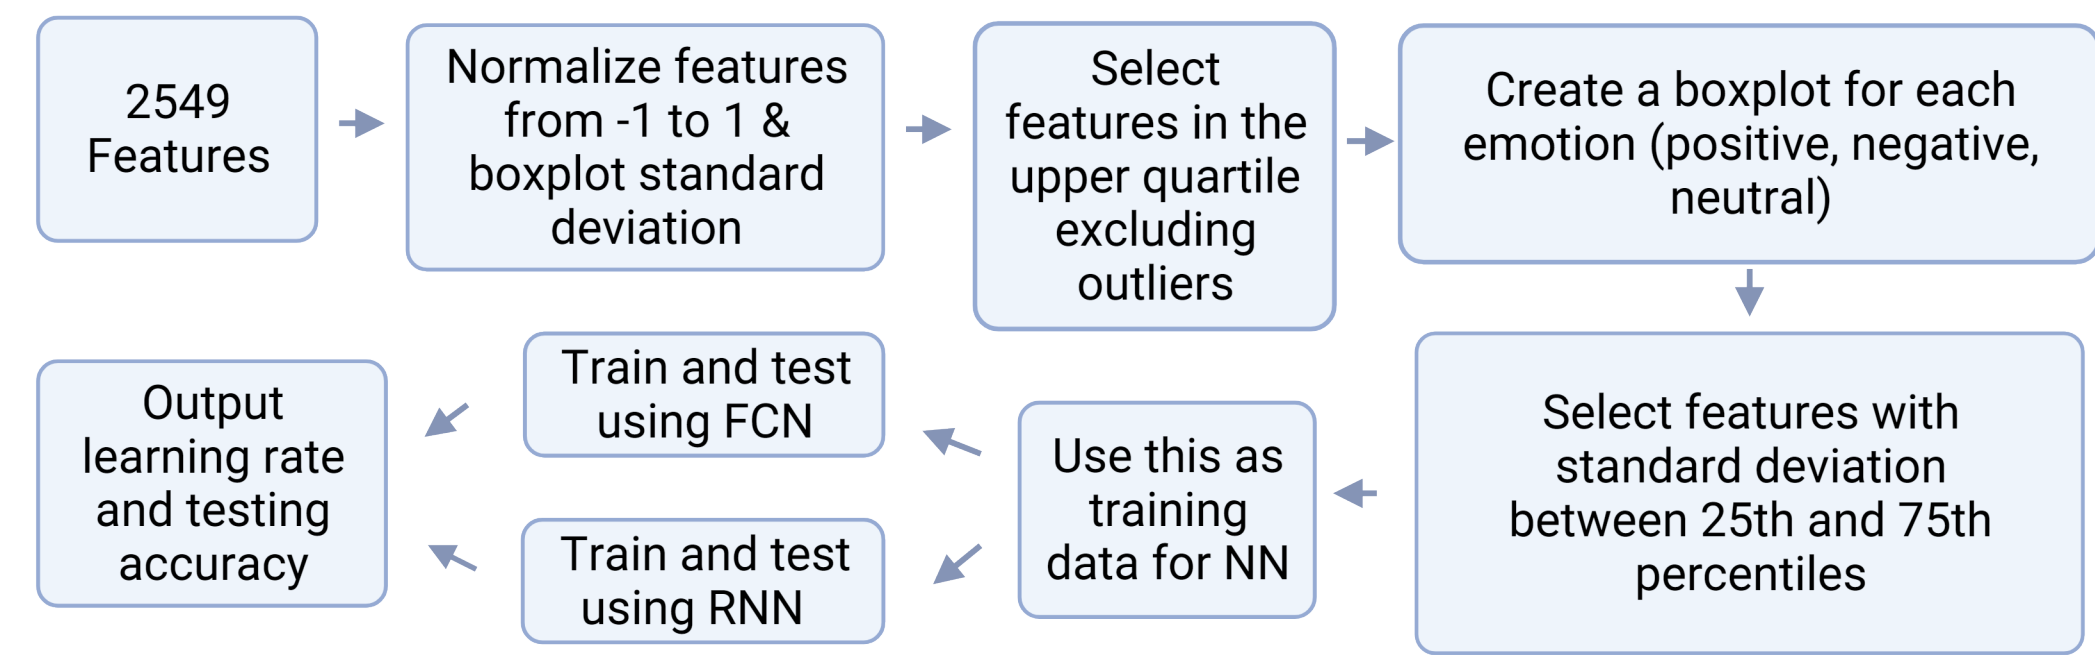 2549
Features
Normalize features
from -1 to 1 &
boxplot standard
deviation
Select
features in the
upper quartile
excluding
outliers
Create a boxplot for each
emotion (positive, negative,
neutral)
Select features with
standard deviation
between 25th and 75th
percentiles
Use this as
training
data for NN
Train and test
using FCN
Train and test
using RNN
Output
learning rate
and testing
accuracy